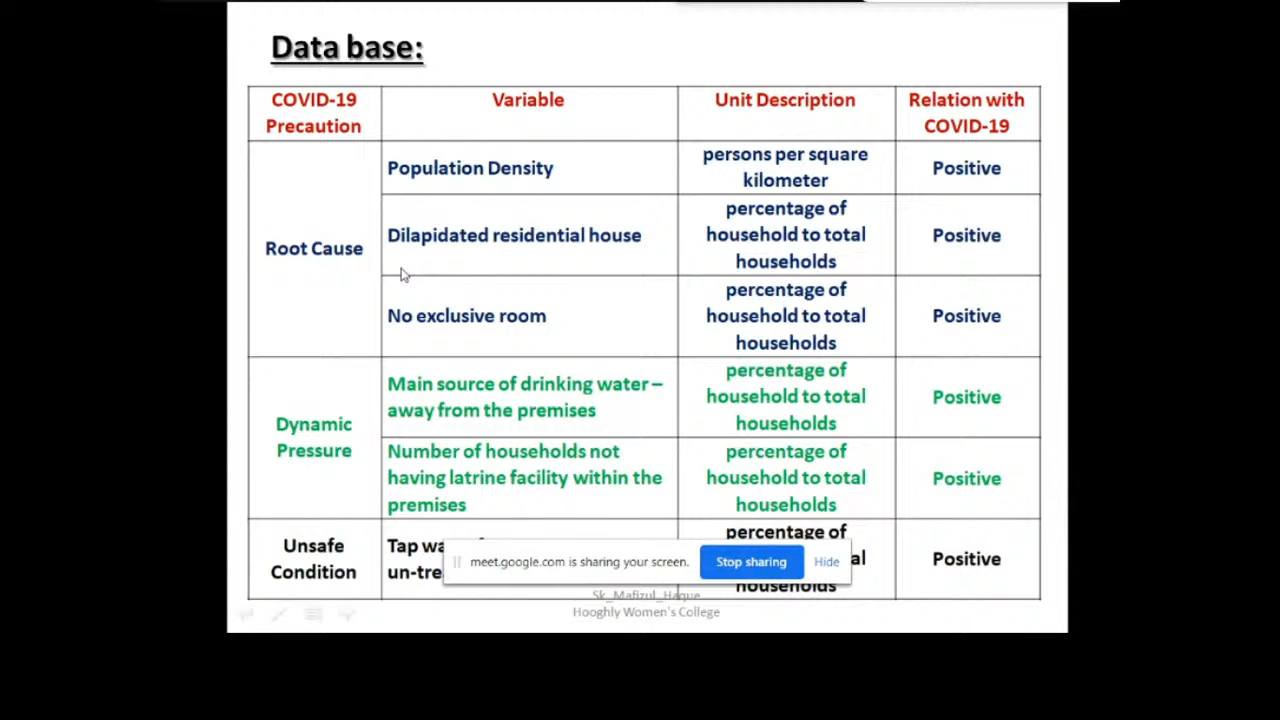 Data base:
COVID-19
Precaution
Variable
Unit Description
Relation with
COVID-19
Root Cause
Population Density
persons per square
kilometer
Positive
Dilapidated residential house
percentage of
household to total
households
Positive
No exclusive room
percentage of
household to total
households
Positive
Dynamic
Pressure
Main source of drinking water –
away from the premises
percentage of
household to total
households
Positive
Number of households not
having latrine facility within the
premises
percentage of
household to total
households
Positive
Unsafe
Condition
Tap
percentage of
households
Positive
meet.google.com is sharing your screen.
Stop sharing
Hide
Sk_Mafizul_Haque
Hooghly Women's College